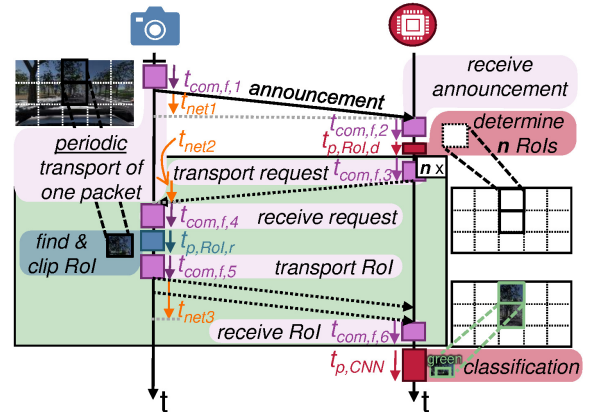 t_com,f,1
announcement
receive
announcement
t_net1
t_com,f,2
determine
n RoIs
periodic
transport of
one packet
t_net2
t_p,RoI,d
transport request
t_com,f,3
n x
t_com,f,4
receive request
find &
clip RoI
t_p,RoI,r
t_com,f,5
transport RoI
t_net3
receive RoI
t_com,f,6
t_p,CNN
green
classification
t
t